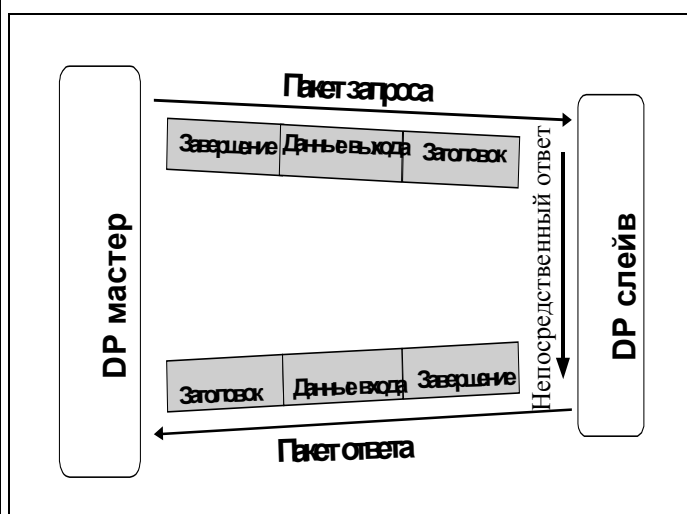 Пакет запроса
Завершение Данные выхода Заголовок
DP мастер
Непосредственный ответ
DP слейв
Заголовок Данные входа Завершение
Пакет ответа